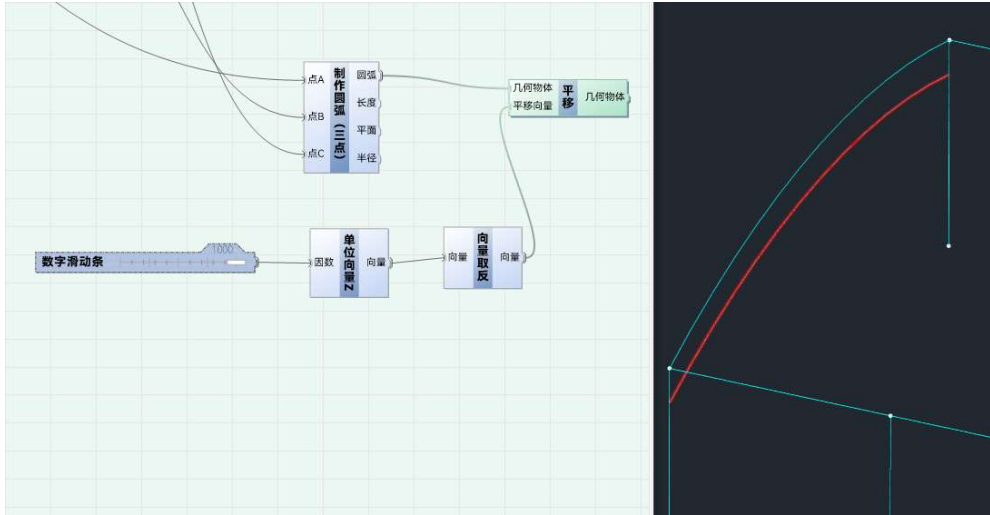 点A
点B
点C
制作圆弧（三点）
圆弧
长度
平面
半径
几何物体
平移向量
平移
几何物体
数字滑动条
1000
因数
单位向量Z
向量
向量
向量取反
向量